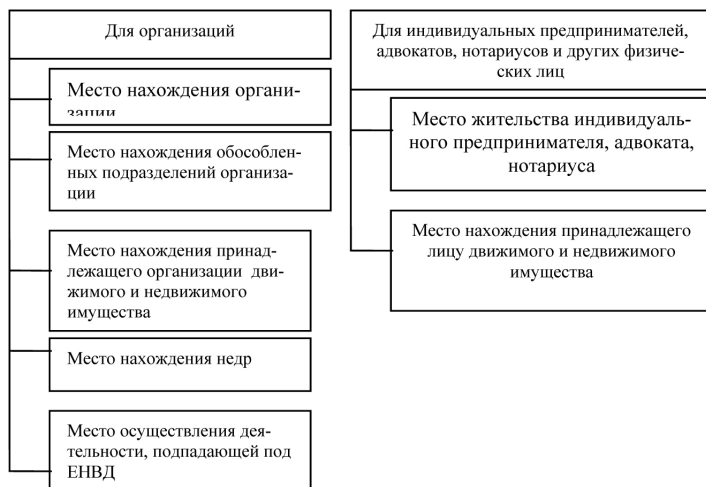 Для организаций
Место нахождения органи-
зации
Место нахождения обособлен-
ных подразделений организа-
ции
Место нахождения принад-
лежащего организации дви-
жимого и недвижимого
имущества
Место нахождения недр
Место осуществления дея-
тельности, подпадающей под
ЕНВД
Для индивидуальных предпринимателей,
адвокатов, нотариусов и других физиче-
ских лиц
Место жительства индивидуаль-
ного предпринимателя, адвоката,
нотариуса
Место нахождения принадлежащего
лицу движимого и недвижимого
имущества